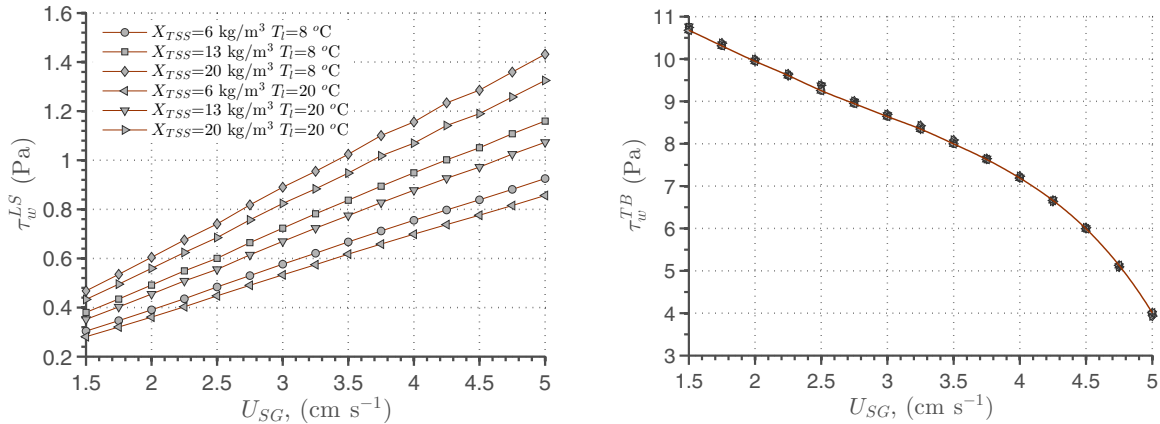 1.6
1.4
1.2
1
0.8
0.6
0.4
0.2
τ_w^{LS} (Pa)
X_{TSS}=6 kg/m³ T_l=8 °C
X_{TSS}=13 kg/m³ T_l=8 °C
X_{TSS}=20 kg/m³ T_l=8 °C
X_{TSS}=6 kg/m³ T_l=20 °C
X_{TSS}=13 kg/m³ T_l=20 °C
X_{TSS}=20 kg/m³ T_l=20 °C
1.5 2 2.5 3 3.5 4 4.5 5
U_{SG}, (cm s⁻¹)
11
10
9
8
7
6
5
4
3
τ_w^{TB} (Pa)
1.5 2 2.5 3 3.5 4 4.5 5
U_{SG}, (cm s⁻¹)